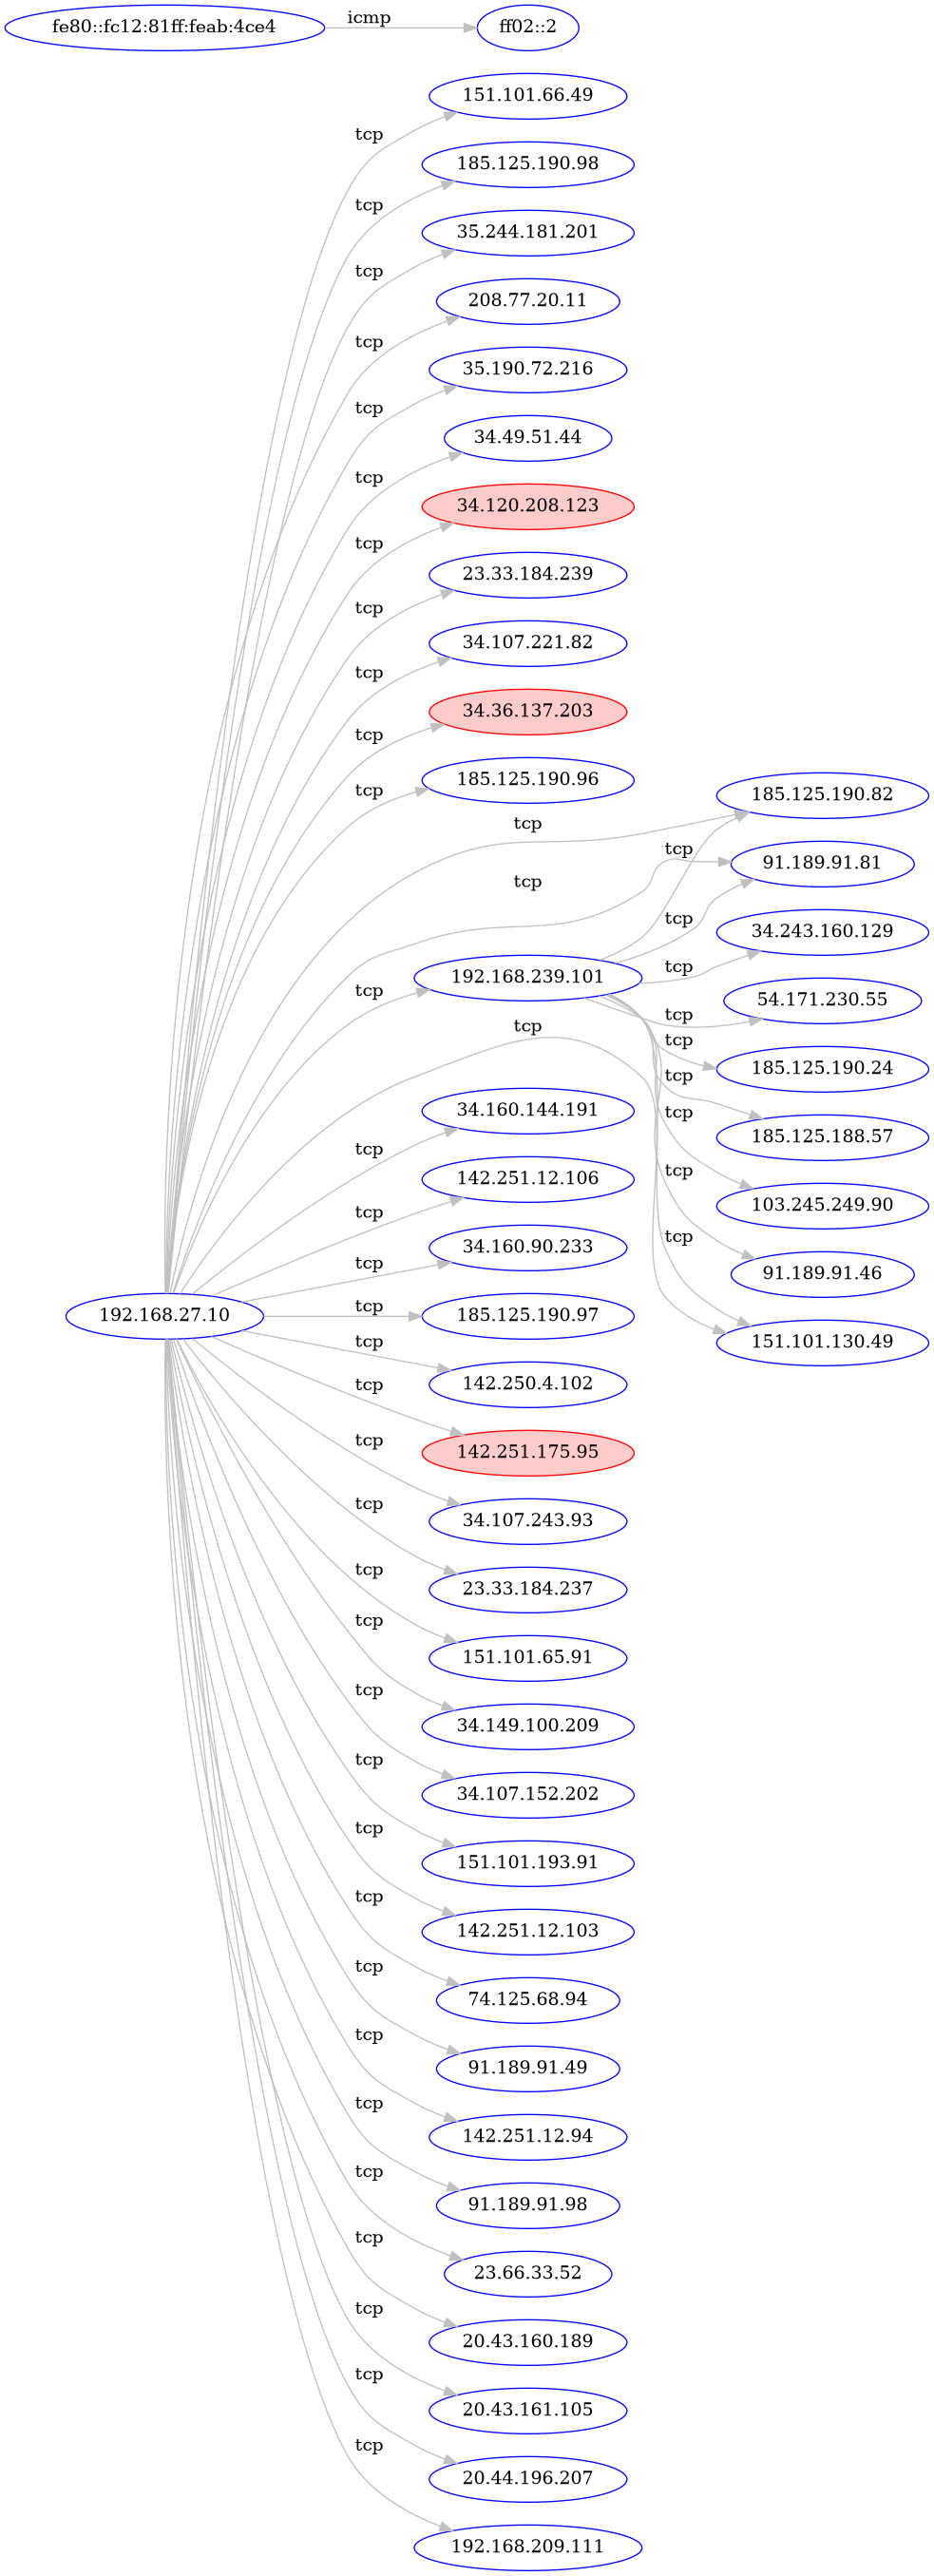 fe80::fc12:81ff:feab:4ce4
icmp
ff02::2
151.101.66.49
tcp
185.125.190.98
35.244.181.201
tcp
208.77.20.11
tcp
35.190.72.216
tcp
34.49.51.44
tcp
34.120.208.123
tcp
23.33.184.239
tcp
34.107.221.82
tcp
34.36.137.203
tcp
185.125.190.96
tcp
185.125.190.82
tcp
tcp
91.189.91.81
tcp
tcp
34.243.160.129
tcp
192.168.239.101
tcp
54.171.230.55
tcp
tcp
tcp
185.125.190.24
tcp
34.160.144.191
tcp
185.125.188.57
tcp
142.251.12.106
tcp
103.245.249.90
tcp
tcp
34.160.90.233
tcp
91.189.91.46
192.168.27.10
tcp
185.125.190.97
tcp
151.101.130.49
142.250.4.102
tcp
142.251.175.95
tcp
34.107.243.93
tcp
23.33.184.237
tcp
151.101.65.91
tcp
34.149.100.209
tcp
34.107.152.202
tcp
151.101.193.91
tcp
142.251.12.103
tcp
74.125.68.94
tcp
91.189.91.49
tcp
142.251.12.94
tcp
91.189.91.98
tcp
23.66.33.52
tcp
20.43.160.189
tcp
20.43.161.105
tcp
20.44.196.207
tcp
192.168.209.111